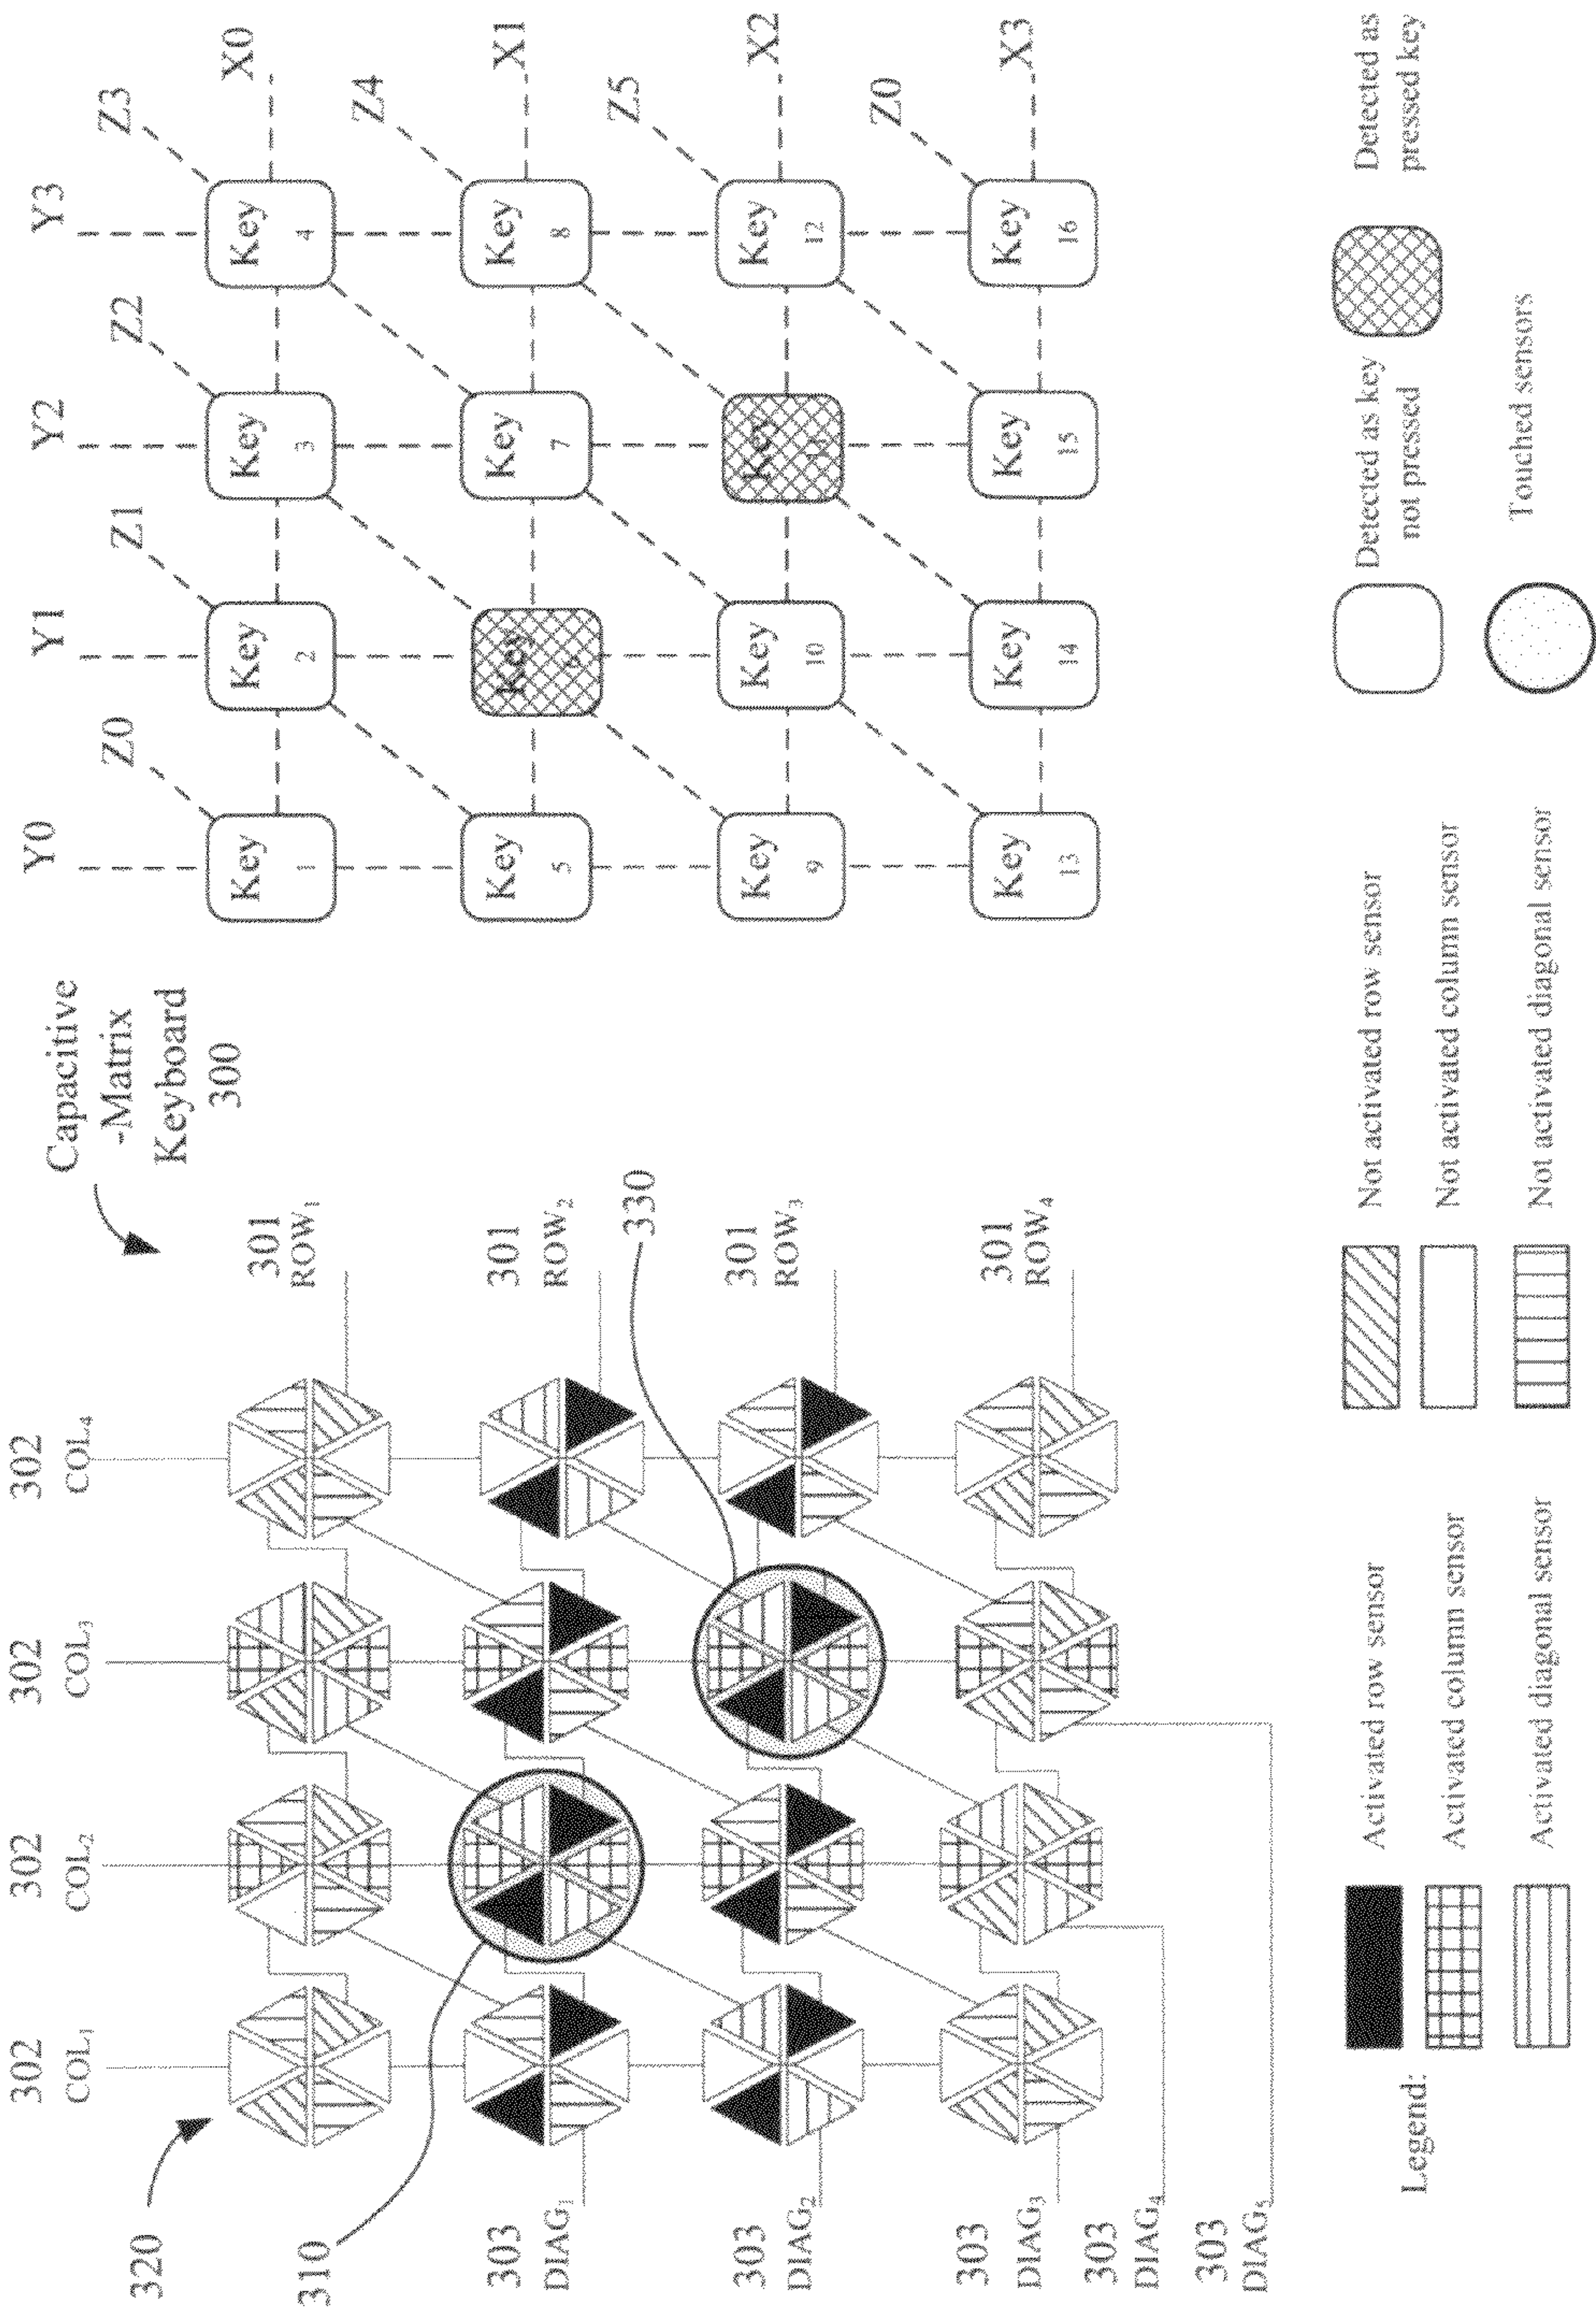 Capacitive
-Matrix
Keyboard
300
320
310
330
302
COL1
302
COL2
302
COL3
302
COL4
301
ROW1
301
ROW2
301
ROW3
301
ROW4
303
DIAG1
303
DIAG2
303
DIAG3
303
DIAG4
303
DIAG5
Y0
Y1
Y2
Y3
Z0
Z1
Z2
Z3
X0
Key
1
Key
2
Key
3
Key
4
Z4
X1
Key
5
Key
6
Key
7
Key
8
Z5
X2
Key
9
Key
10
Key
Key
12
Z0
X3
Key
13
Key
14
Key
15
Key
16
Legend:
Activated row sensor
Activated column sensor
Activated diagonal sensor
Not activated row sensor
Not activated column sensor
Not activated diagonal sensor
Detected as key
not pressed
Detected as
pressed key
Touched sensors